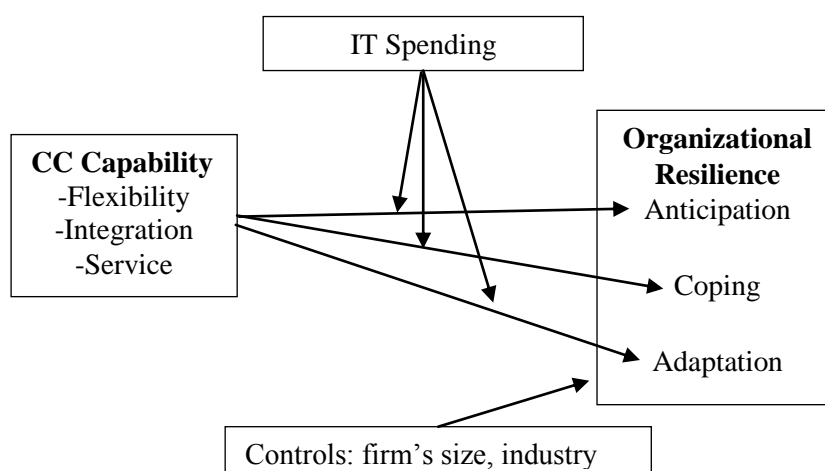 IT Spending
CC Capability
-Flexibility
-Integration
-Service
Organizational
Resilience
Anticipation
Coping
Adaptation
Controls: firm's size, industry